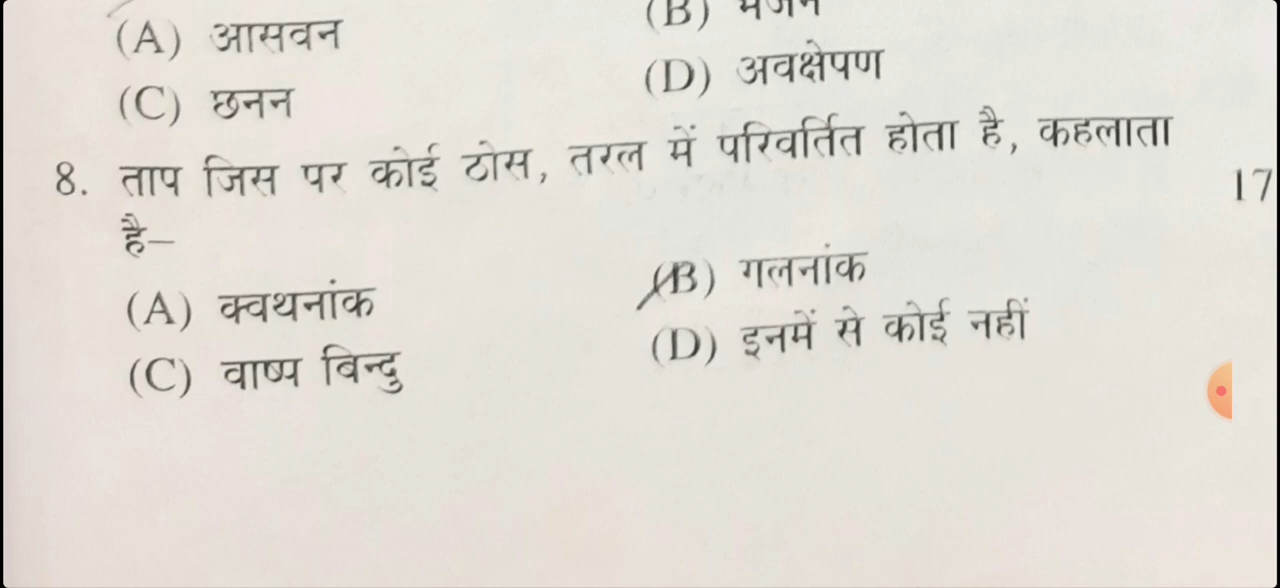 (A) आसवन
(B)
(C) छनन
(D) अवक्षेपण
8. ताप जिस पर कोई ठोस, तरल में परिवर्तित होता है, कहलाता
है–
17
(A) क्वथनांक
(B) गलनांक
(C) वाष्प बिन्दु
(D) इनमें से कोई नहीं